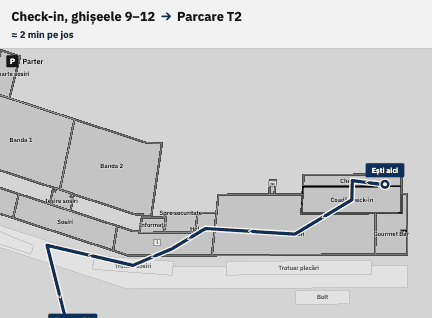 Check-in, ghișeele 9–12 → Parcare T2
≈ 2 min pe jos
P Parter
Banda 1
Banda 2
Ești aici
Ieșire sosiri
Sosiri
Spre securitate
Informații
Gourmet Bar
Trotuar plecări
Bolt